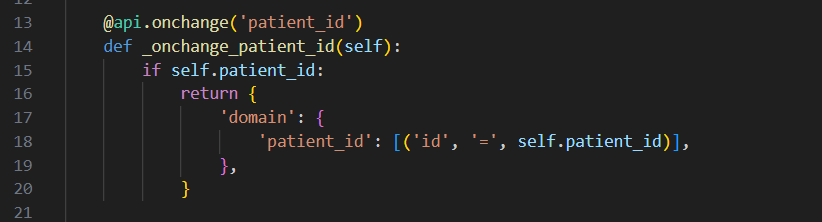 12
13 @api.onchange('patient_id')
14 def _onchange_patient_id(self):
15 if self.patient_id:
16 return {
17 'domain': {
18 'patient_id': [('id', '=', self.patient_id)],
19 },
20 }
21